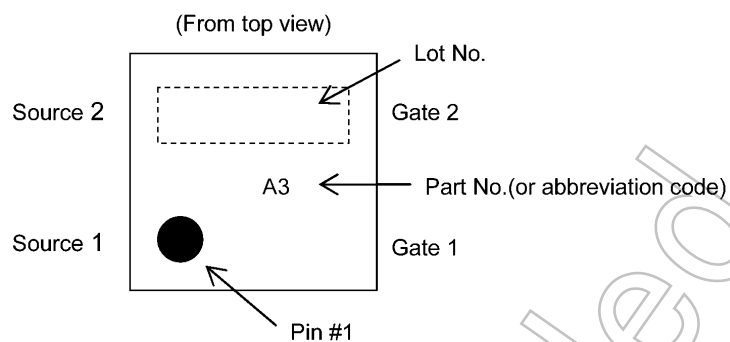 (From top view)
Lot No.
Source 2
Gate 2
A3
Part No.(or abbreviation code)
Source 1
Gate 1
Pin #1